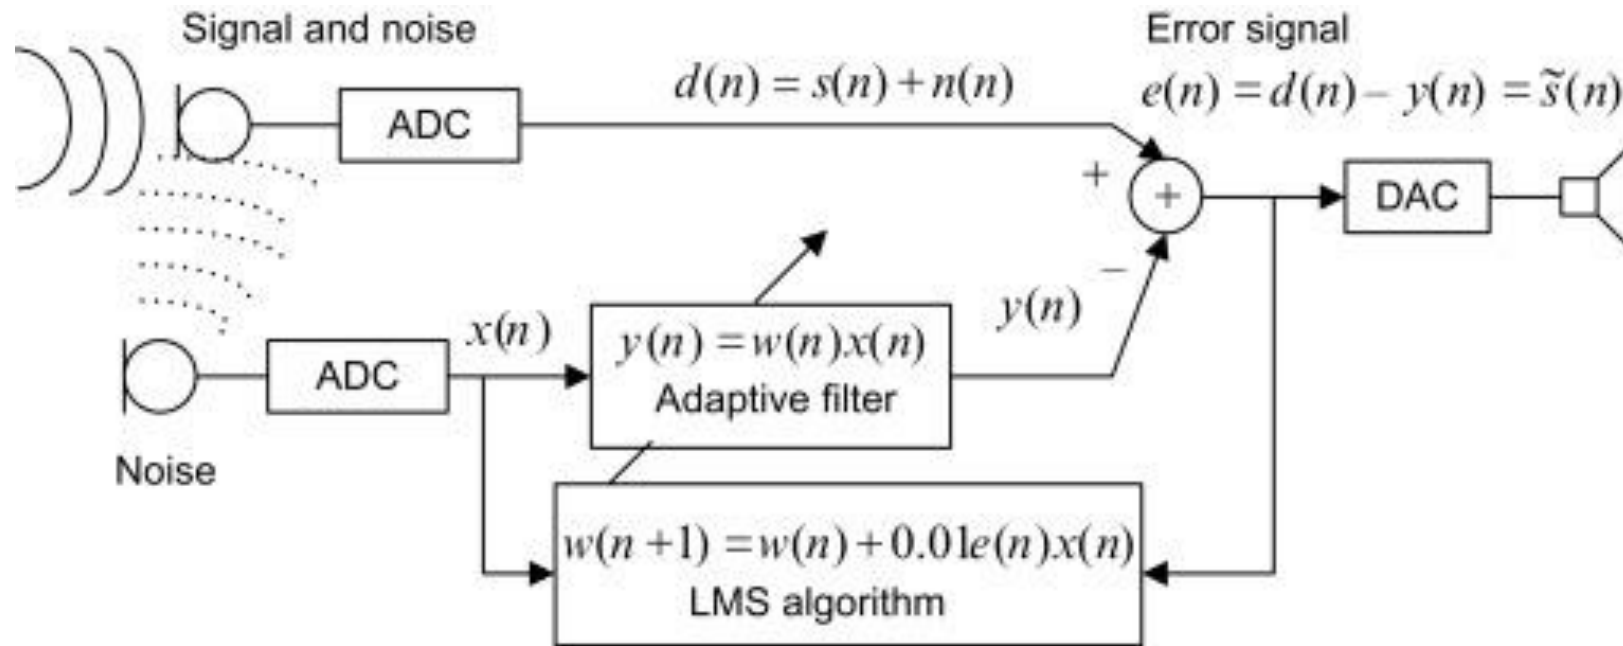 Signal and noise
Error signal
d(n) = s(n) + n(n)
e(n) = d(n) − y(n) = s̃(n)
ADC
+
+
DAC
−
x(n)
y(n) = w(n)x(n)
y(n)
ADC
Adaptive filter
Noise
w(n+1) = w(n) + 0.01e(n)x(n)
LMS algorithm